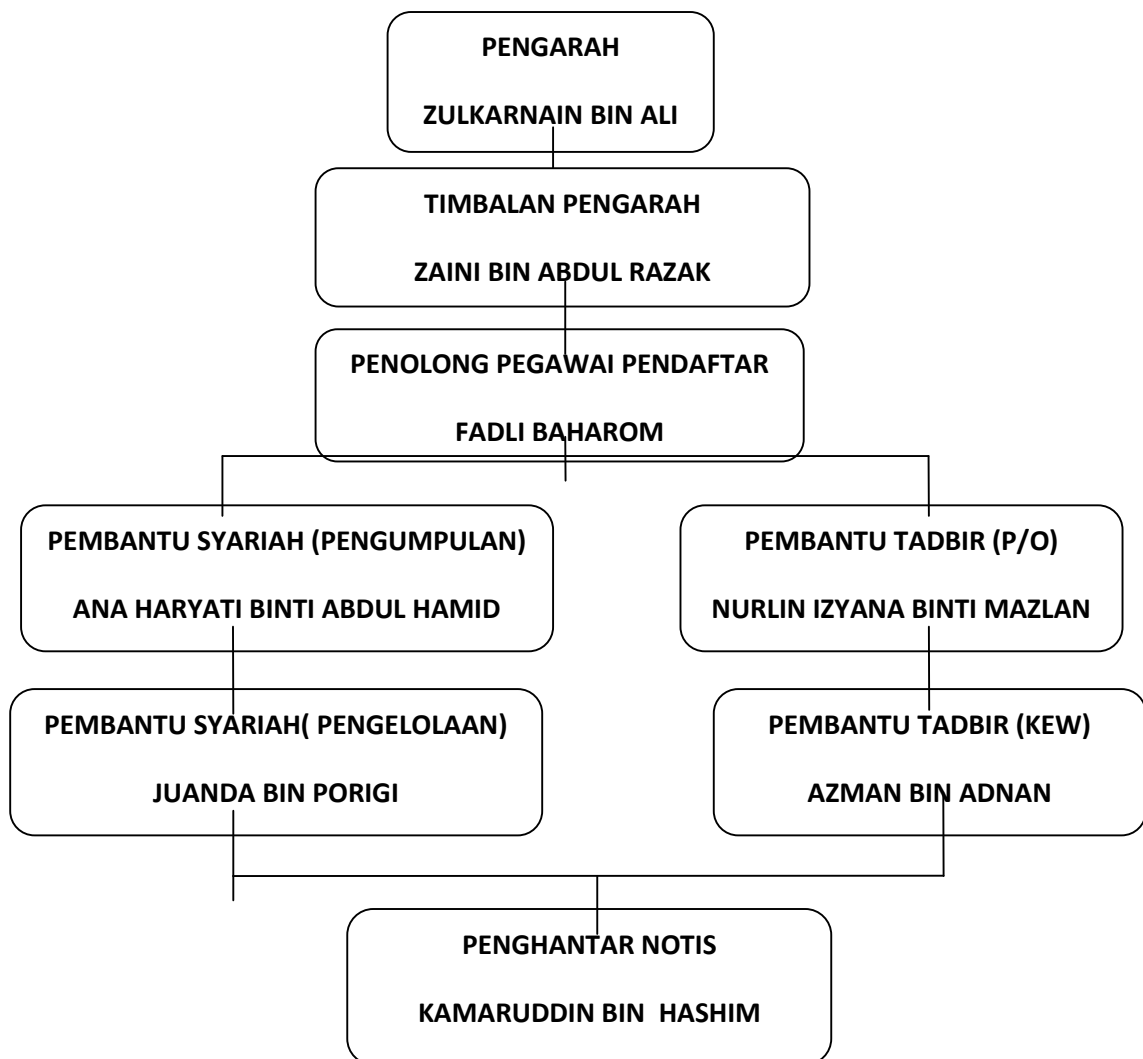 PENGARAH
ZULKARNAIN BIN ALI
TIMBALAN PENGARAH
ZAINI BIN ABDUL RAZAK
PENOLONG PEGAWAI PENDAFTAR
FADLI BAHAROM
PEMBANTU SYARIAH (PENGUMPULAN)
ANA HARYATI BINTI ABDUL HAMID
PEMBANTU TADBIR (P/O)
NURLIN IZYANA BINTI MAZLAN
PEMBANTU SYARIAH( PENGELOLAAN)
JUANDA BIN PORIGI
PEMBANTU TADBIR (KEW)
AZMAN BIN ADNAN
PENGHANTAR NOTIS
KAMARUDDIN BIN  HASHIM